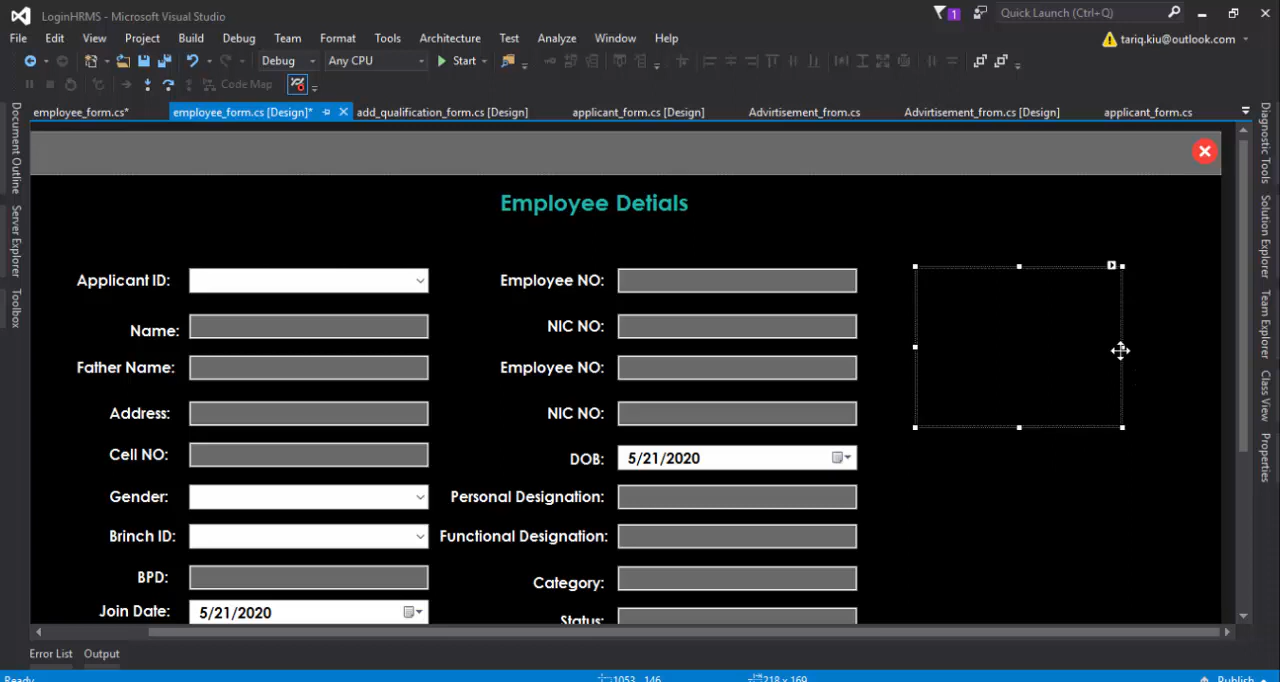 LoginHRMS - Microsoft Visual Studio
1
Quick Launch (Ctrl+Q)
File Edit View Project Build Debug Team Format Tools Architecture Test Analyze Window Help
tariq.kiu@outlook.com
Debug Any CPU Start
Code Map
employee_form.cs* employee_form.cs [Design]* add_qualification_form.cs [Design] applicant_form.cs [Design] Advirtisement_from.cs Advirtisement_from.cs [Design] applicant_form.cs
Document Outline
Server Explorer
Toolbox
Employee Detials
Applicant ID: Employee NO:
Name: NIC NO:
Father Name: Employee NO:
Address: NIC NO:
Cell NO: DOB: 5/21/2020
Gender: Personal Designation:
Brinch ID: Functional Designation:
BPD: Category:
Join Date: 5/21/2020 Status:
Diagnostic Tools
Solution Explorer
Team Explorer
Class View
Properties
Error List Output
Ready 1053, 146 218 x 169 Publish